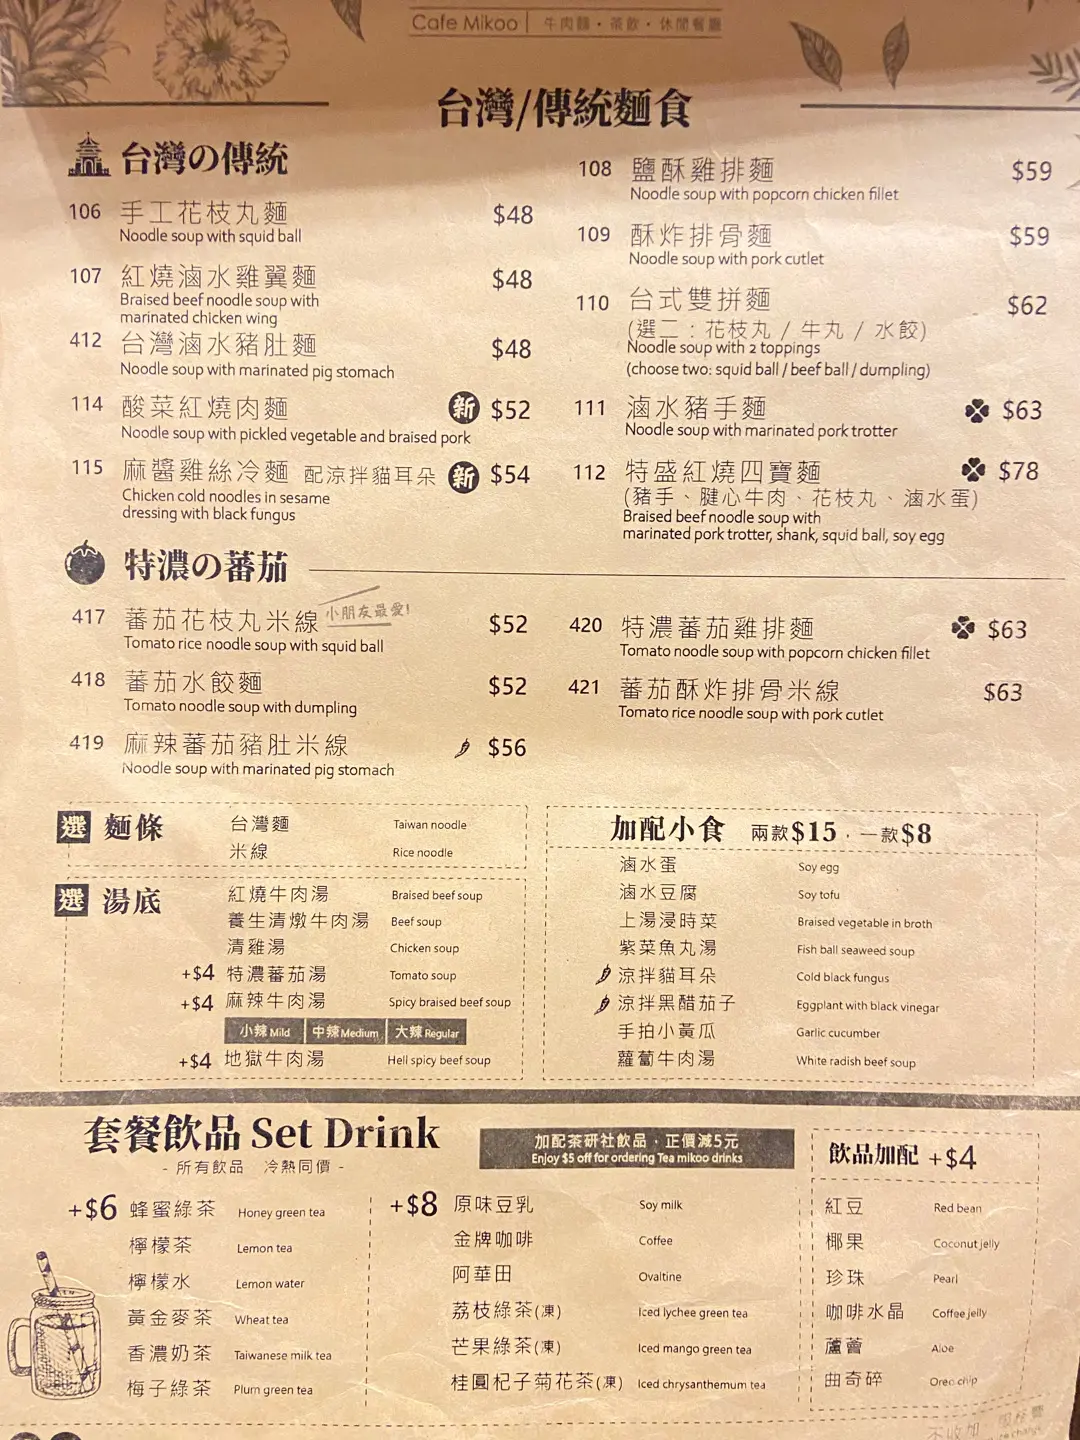 Cafe Mikoo | 牛肉麵・茶飲・休閒餐廳
台灣/傳統麵食
台灣の傳統
106 手工花枝丸麵 $48
Noodle soup with squid ball
107 紅燒滷水雞翼麵 $48
Braised beef noodle soup with
marinated chicken wing
412 台灣滷水豬肚麵 $48
Noodle soup with marinated pig stomach
114 酸菜紅燒肉麵 新 $52
Noodle soup with pickled vegetable and braised pork
115 麻醬雞絲冷麵 配涼拌貓耳朵 新 $54
Chicken cold noodles in sesame
dressing with black fungus
108 鹽酥雞排麵 $59
Noodle soup with popcorn chicken fillet
109 酥炸排骨麵 $59
Noodle soup with pork cutlet
110 台式雙拼麵 $62
(選二：花枝丸 / 牛丸 / 水餃)
Noodle soup with 2 toppings
(choose two: squid ball / beef ball / dumpling)
111 滷水豬手麵 $63
Noodle soup with marinated pork trotter
112 特盛紅燒四寶麵 $78
(豬手、腱心牛肉、花枝丸、滷水蛋)
Braised beef noodle soup with
marinated pork trotter, shank, squid ball, soy egg
特濃の蕃茄
417 蕃茄花枝丸米線 小朋友最愛! $52
Tomato rice noodle soup with squid ball
418 蕃茄水餃麵 $52
Tomato noodle soup with dumpling
419 麻辣蕃茄豬肚米線 $56
Noodle soup with marinated pig stomach
420 特濃蕃茄雞排麵 $63
Tomato noodle soup with popcorn chicken fillet
421 蕃茄酥炸排骨米線 $63
Tomato rice noodle soup with pork cutlet
選 麵條
台灣麵 Taiwan noodle
米線 Rice noodle
選 湯底
紅燒牛肉湯 Braised beef soup
養生清燉牛肉湯 Beef soup
清雞湯 Chicken soup
+$4 特濃蕃茄湯 Tomato soup
+$4 麻辣牛肉湯 Spicy braised beef soup
小辣 Mild 中辣 Medium 大辣 Regular
+$4 地獄牛肉湯 Hell spicy beef soup
加配小食 兩款$15．一款$8
滷水蛋 Soy egg
滷水豆腐 Soy tofu
上湯浸時菜 Braised vegetable in broth
紫菜魚丸湯 Fish ball seaweed soup
涼拌貓耳朵 Cold black fungus
涼拌黑醋茄子 Eggplant with black vinegar
手拍小黃瓜 Garlic cucumber
蘿蔔牛肉湯 White radish beef soup
套餐飲品 Set Drink
- 所有飲品 冷熱同價 -
加配茶研社飲品．正價減5元
Enjoy $5 off for ordering Tea mikoo drinks
+$6 蜂蜜綠茶 Honey green tea
檸檬茶 Lemon tea
檸檬水 Lemon water
黃金麥茶 Wheat tea
香濃奶茶 Taiwanese milk tea
梅子綠茶 Plum green tea
+$8 原味豆乳 Soy milk
金牌咖啡 Coffee
阿華田 Ovaltine
荔枝綠茶(凍) Iced lychee green tea
芒果綠茶(凍) Iced mango green tea
桂圓杞子菊花茶(凍) Iced chrysanthemum tea
飲品加配 +$4
紅豆 Red bean
椰果 Coconut jelly
珍珠 Pearl
咖啡水晶 Coffee jelly
蘆薈 Aloe
曲奇碎 Oreo chip
不收加